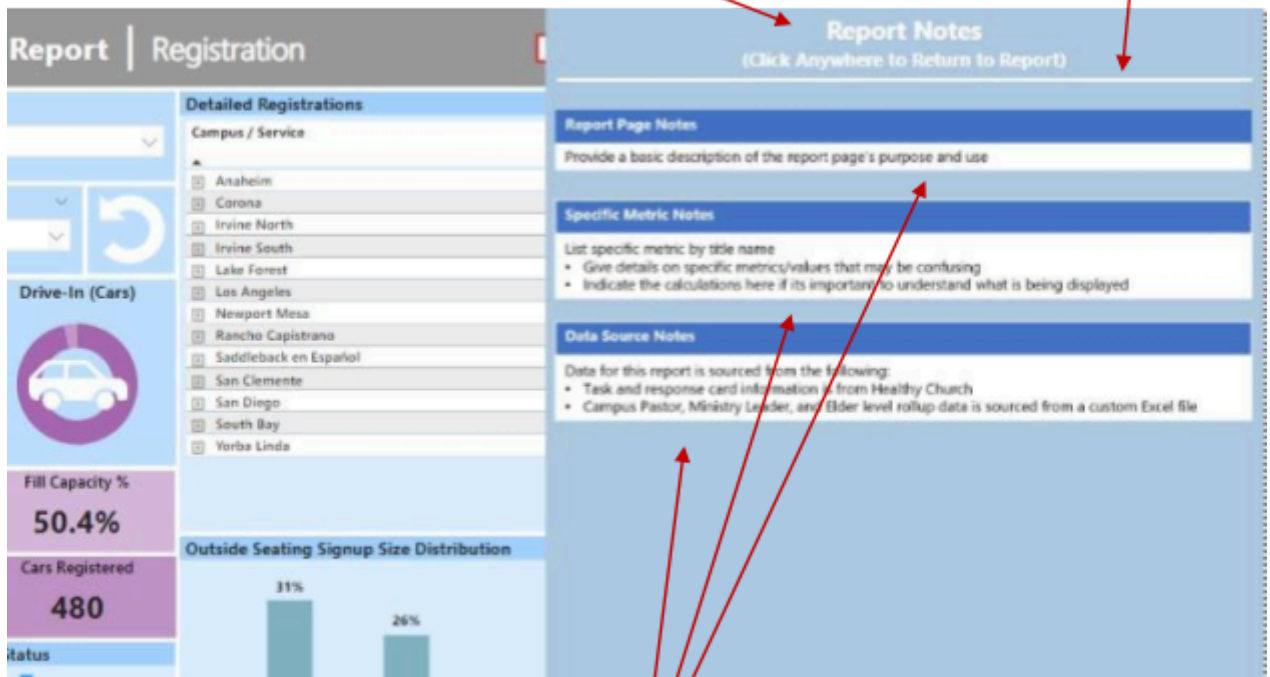 Report | Registration
Detailed Registrations
Campus / Service
Anaheim
Corona
Irvine North
Irvine South
Lake Forest
Los Angeles
Newport Mesa
Rancho Capistrano
Saddleback en Español
San Clemente
San Diego
South Bay
Yorba Linda
Drive-In (Cars)
Fill Capacity %
50.4%
Cars Registered
480
Status
Outside Seating Signup Size Distribution
31%
26%
Report Notes
(Click Anywhere to Return to Report)
Report Page Notes
Provide a basic description of the report page's purpose and use
Specific Metric Notes
List specific metric by title name
• Give details on specific metrics/values that may be confusing
• Indicate the calculations here if its important to understand what is being displayed
Data Source Notes
Data for this report is sourced from the following:
• Task and response card information is from Healthy Church
• Campus Pastor, Ministry Leader, and Elder level rollup data is sourced from a custom Excel file